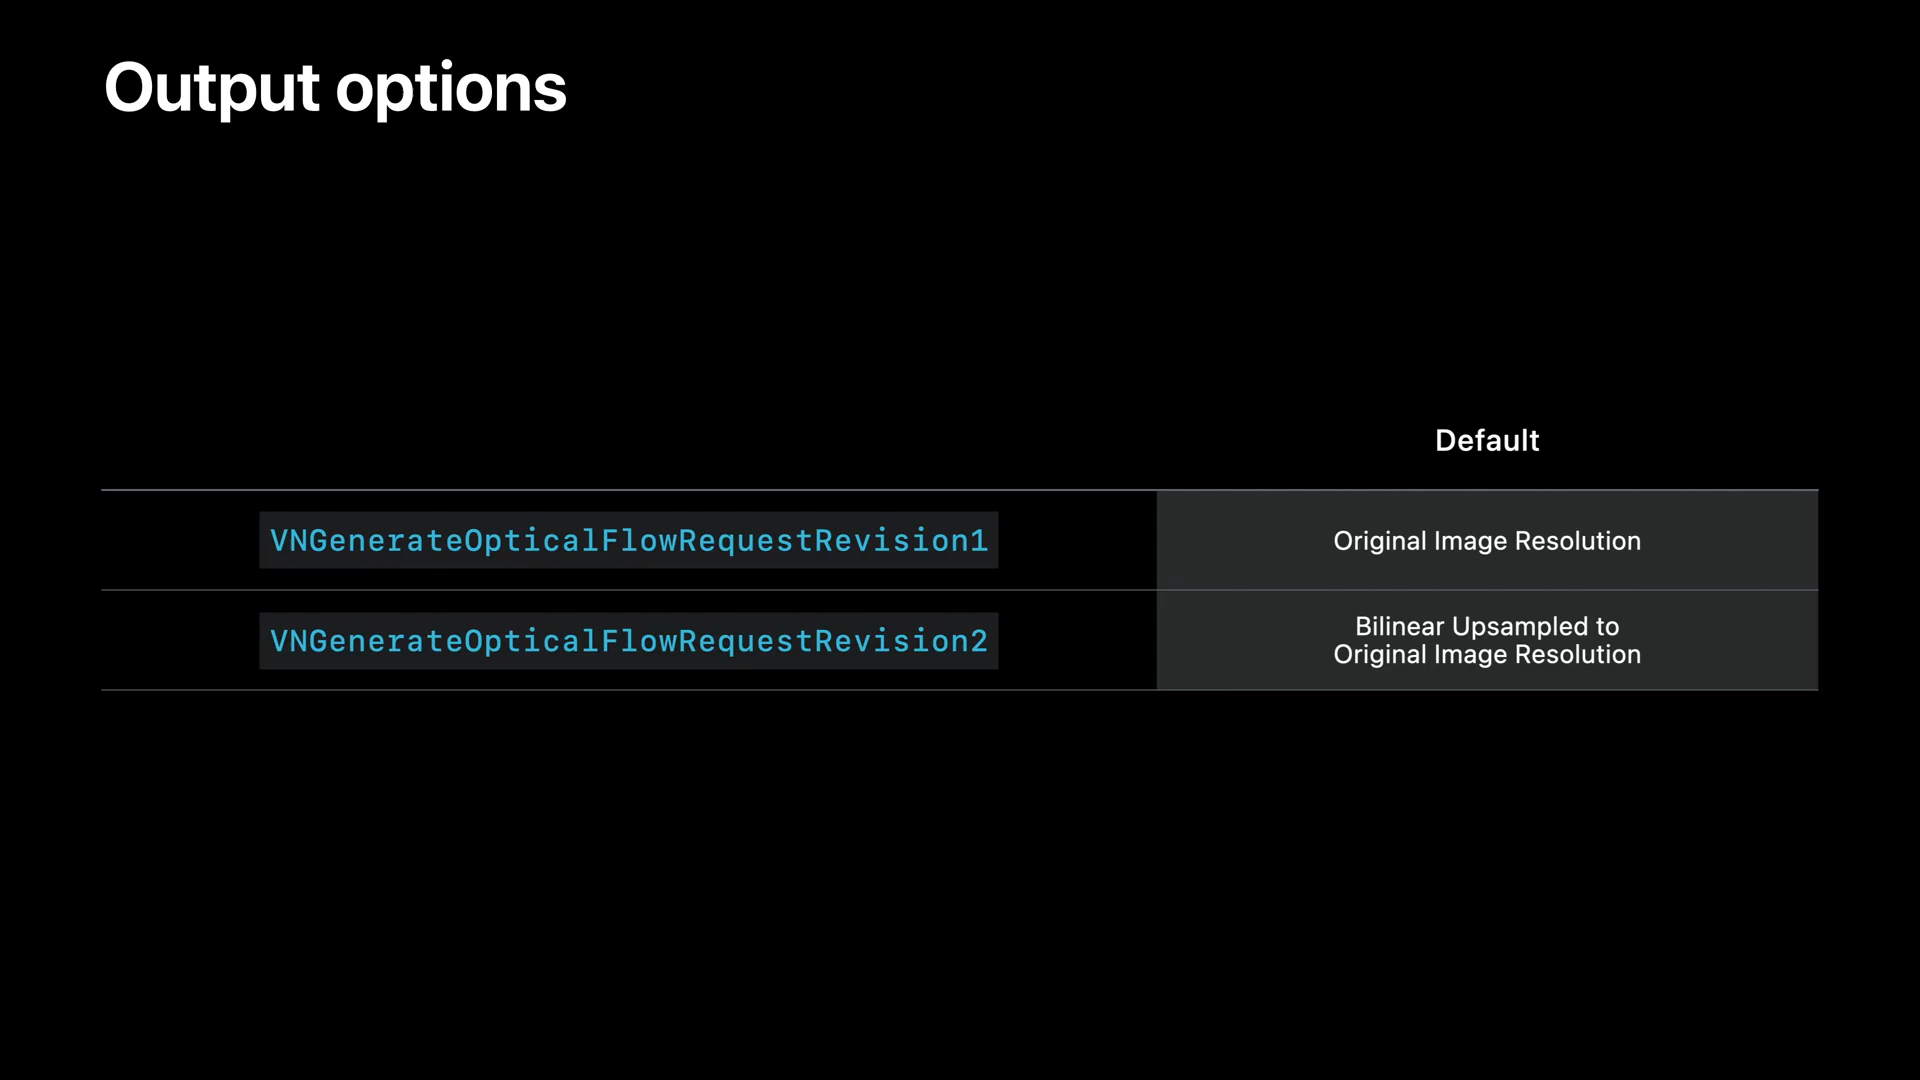 Output options
Default
VNGenerateOpticalFlowRequestRevision1
Original Image Resolution
VNGenerateOpticalFlowRequestRevision2
Bilinear Upsampled to
Original Image Resolution